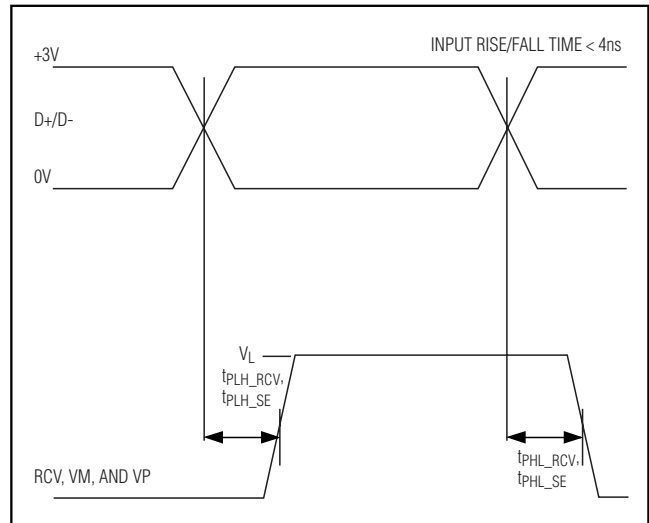 INPUT RISE/FALL TIME < 4ns
+3V
D+/D-
0V
VL
tPLH_RCV,
tPLH_SE
tPHL_RCV,
tPHL_SE
RCV, VM, AND VP